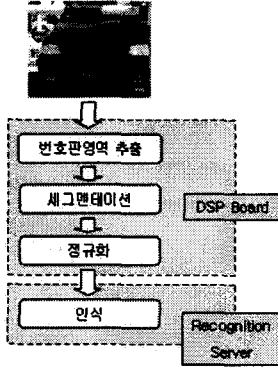 번호판영역 추출
세그맨테이션
DSP Board
정규화
인식
Recognition
Server